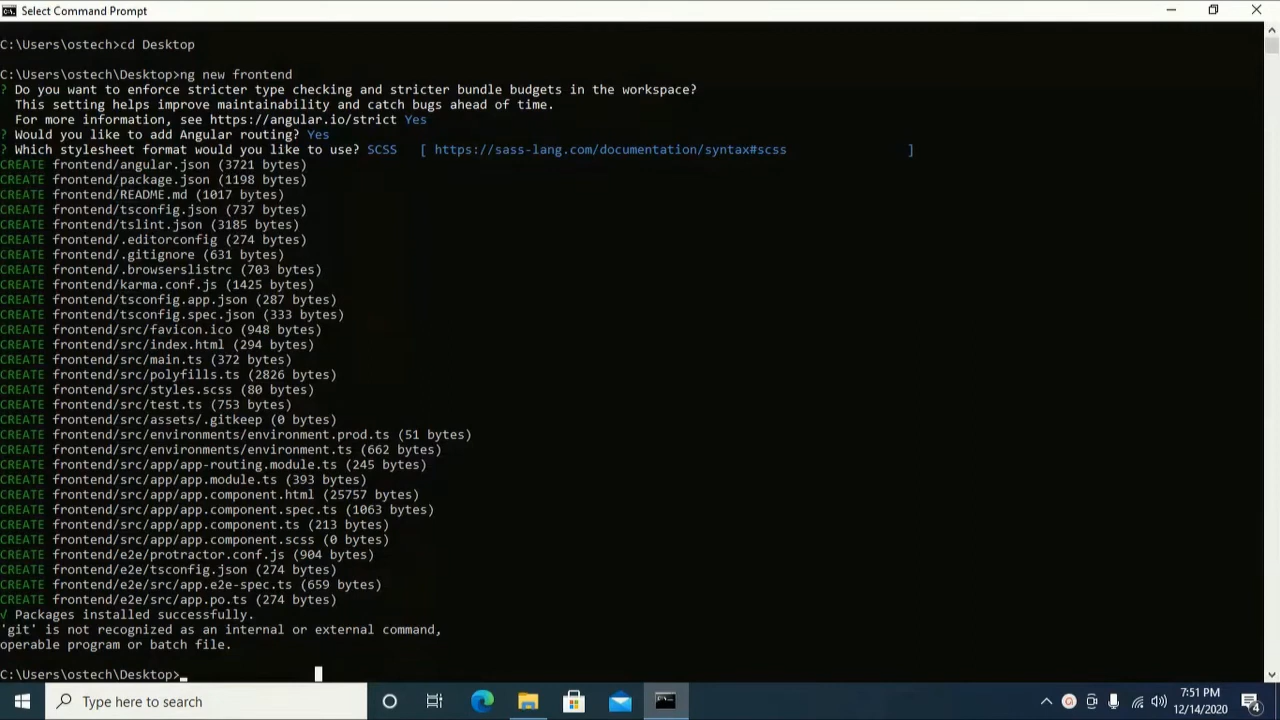 Select Command Prompt
C:\Users\ostech>cd Desktop
C:\Users\ostech\Desktop>ng new frontend
? Do you want to enforce stricter type checking and stricter bundle budgets in the workspace?
This setting helps improve maintainability and catch bugs ahead of time.
For more information, see https://angular.io/strict Yes
? Would you like to add Angular routing? Yes
? Which stylesheet format would you like to use? SCSS   [ https://sass-lang.com/documentation/syntax#scss                ]
CREATE frontend/angular.json (3721 bytes)
CREATE frontend/package.json (1198 bytes)
CREATE frontend/README.md (1017 bytes)
CREATE frontend/tsconfig.json (737 bytes)
CREATE frontend/tslint.json (3185 bytes)
CREATE frontend/.editorconfig (274 bytes)
CREATE frontend/.gitignore (631 bytes)
CREATE frontend/.browserslistrc (703 bytes)
CREATE frontend/karma.conf.js (1425 bytes)
CREATE frontend/tsconfig.app.json (287 bytes)
CREATE frontend/tsconfig.spec.json (333 bytes)
CREATE frontend/src/favicon.ico (948 bytes)
CREATE frontend/src/index.html (294 bytes)
CREATE frontend/src/main.ts (372 bytes)
CREATE frontend/src/polyfills.ts (2826 bytes)
CREATE frontend/src/styles.scss (80 bytes)
CREATE frontend/src/test.ts (753 bytes)
CREATE frontend/src/assets/.gitkeep (0 bytes)
CREATE frontend/src/environments/environment.prod.ts (51 bytes)
CREATE frontend/src/environments/environment.ts (662 bytes)
CREATE frontend/src/app/app-routing.module.ts (245 bytes)
CREATE frontend/src/app/app.module.ts (393 bytes)
CREATE frontend/src/app/app.component.html (25757 bytes)
CREATE frontend/src/app/app.component.spec.ts (1063 bytes)
CREATE frontend/src/app/app.component.ts (213 bytes)
CREATE frontend/src/app/app.component.scss (0 bytes)
CREATE frontend/e2e/protractor.conf.js (904 bytes)
CREATE frontend/e2e/tsconfig.json (274 bytes)
CREATE frontend/e2e/src/app.e2e-spec.ts (659 bytes)
CREATE frontend/e2e/src/app.po.ts (274 bytes)
√ Packages installed successfully.
'git' is not recognized as an internal or external command,
operable program or batch file.
C:\Users\ostech\Desktop>
Type here to search
7:51 PM
12/14/2020
4